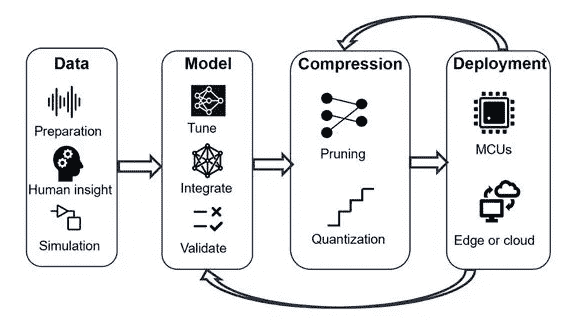 Data
Preparation
Human insight
Simulation
Model
Tune
Integrate
Validate
Compression
Pruning
Quantization
Deployment
MCUs
Edge or cloud